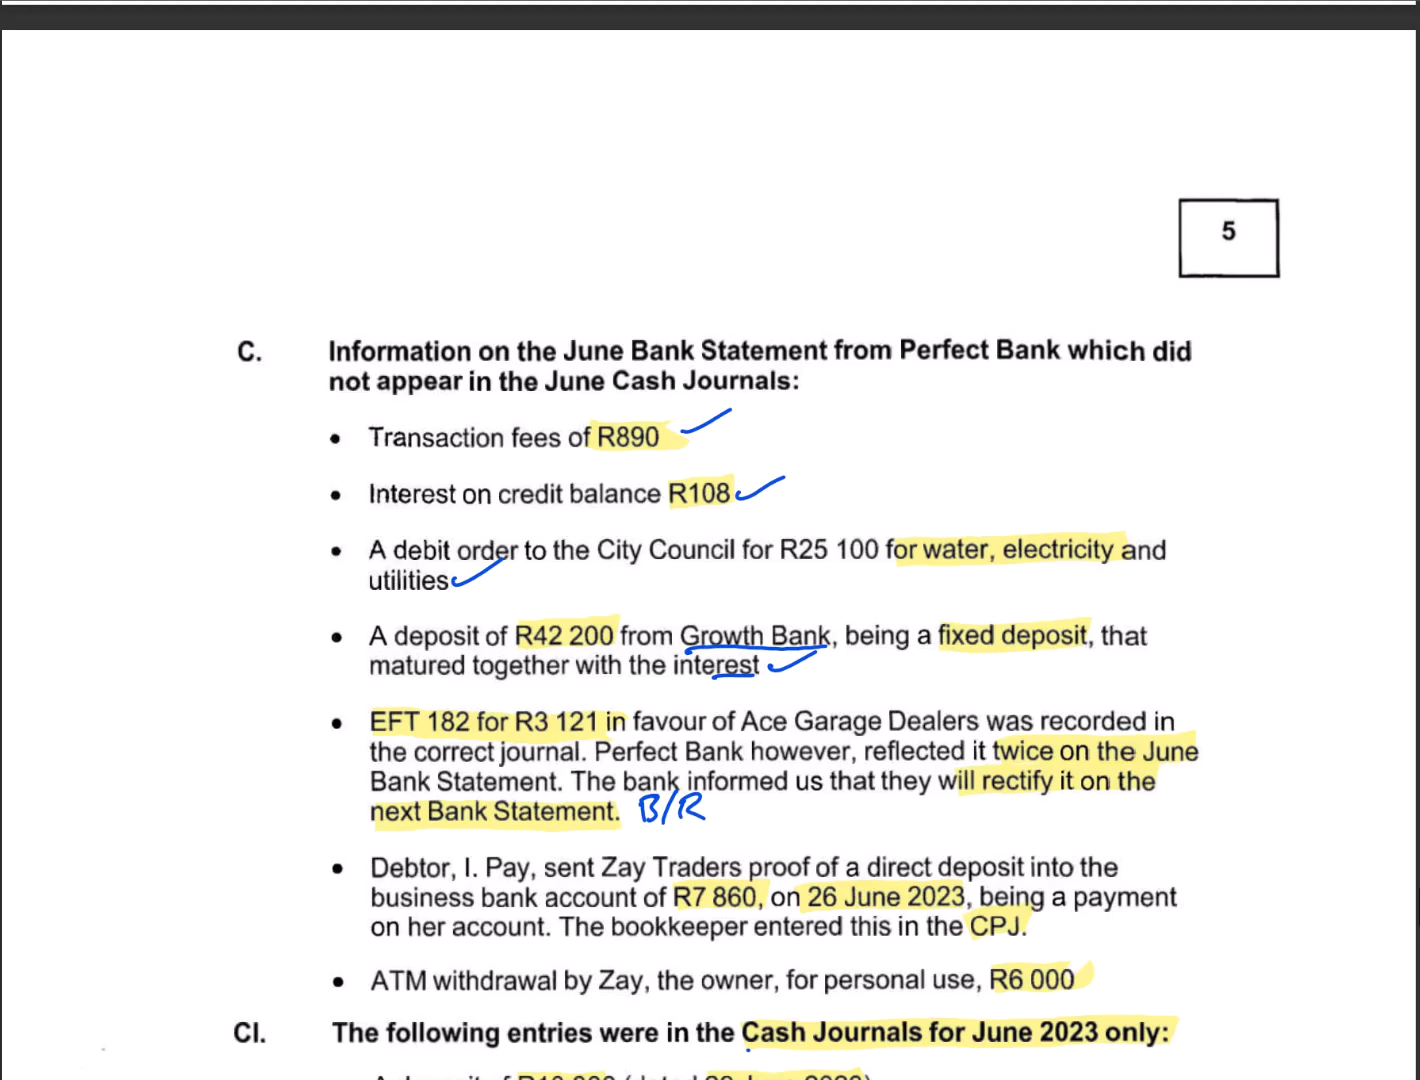 5
C. Information on the June Bank Statement from Perfect Bank which did
not appear in the June Cash Journals:
• Transaction fees of R890
• Interest on credit balance R108
• A debit order to the City Council for R25 100 for water, electricity and
utilities
• A deposit of R42 200 from Growth Bank, being a fixed deposit, that
matured together with the interest
• EFT 182 for R3 121 in favour of Ace Garage Dealers was recorded in
the correct journal. Perfect Bank however, reflected it twice on the June
Bank Statement. The bank informed us that they will rectify it on the
next Bank Statement. B/R
• Debtor, I. Pay, sent Zay Traders proof of a direct deposit into the
business bank account of R7 860, on 26 June 2023, being a payment
on her account. The bookkeeper entered this in the CPJ.
• ATM withdrawal by Zay, the owner, for personal use, R6 000
CI. The following entries were in the Cash Journals for June 2023 only: